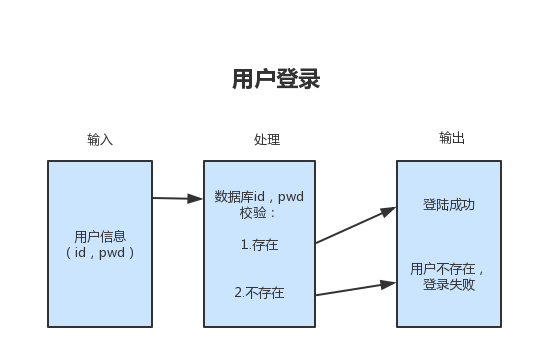 用户登录
输入
处理
输出
用户信息
（id，pwd）
数据库id，pwd
校验：
1.存在
2.不存在
登陆成功
用户不存在，
登录失败